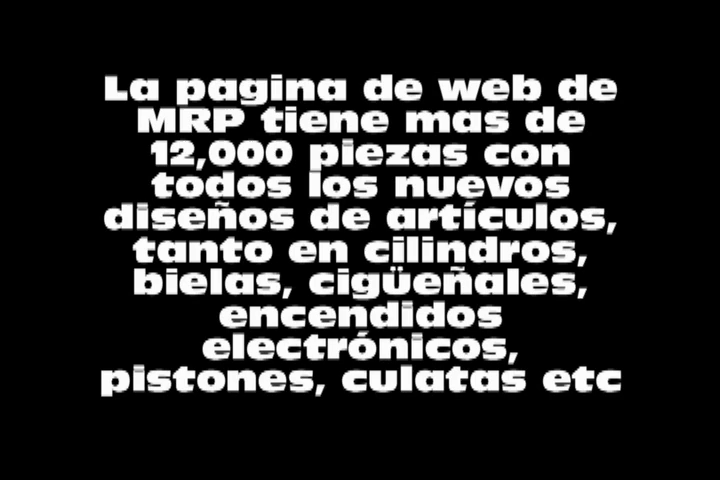 La pagina de web de
MRP tiene mas de
12,000 piezas con
todos los nuevos
diseños de artículos,
tanto en cilindros,
bielas, cigüeñales,
encendidos
electrónicos,
pistones, culatas etc